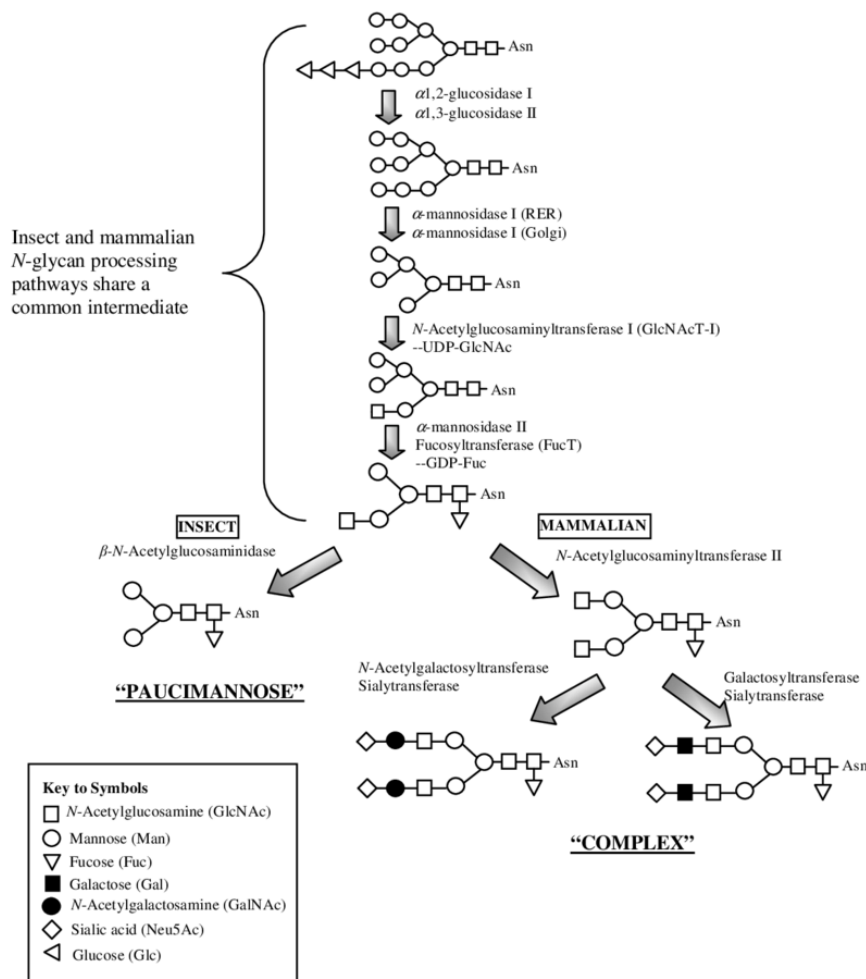 Asn
α1,2-glucosidase I
α1,3-glucosidase II
Asn
α-mannosidase I (RER)
α-mannosidase I (Golgi)
Insect and mammalian
N-glycan processing
pathways share a
common intermediate
Asn
N-Acetylglucosaminyltransferase I (GlcNAcT-I)
--UDP-GlcNAc
Asn
α-mannosidase II
Fucosyltransferase (FucT)
--GDP-Fuc
Asn
INSECT
β-N-Acetylglucosaminidase
MAMMALIAN
N-Acetylglucosaminyltransferase II
Asn
Asn
“PAUCIMANNOSE”
N-Acetylgalactosyltransferase
Sialytransferase
Galactosyltransferase
Sialytransferase
Asn
Asn
“COMPLEX”
Key to Symbols
N-Acetylglucosamine (GlcNAc)
Mannose (Man)
Fucose (Fuc)
Galactose (Gal)
N-Acetylgalactosamine (GalNAc)
Sialic acid (Neu5Ac)
Glucose (Glc)